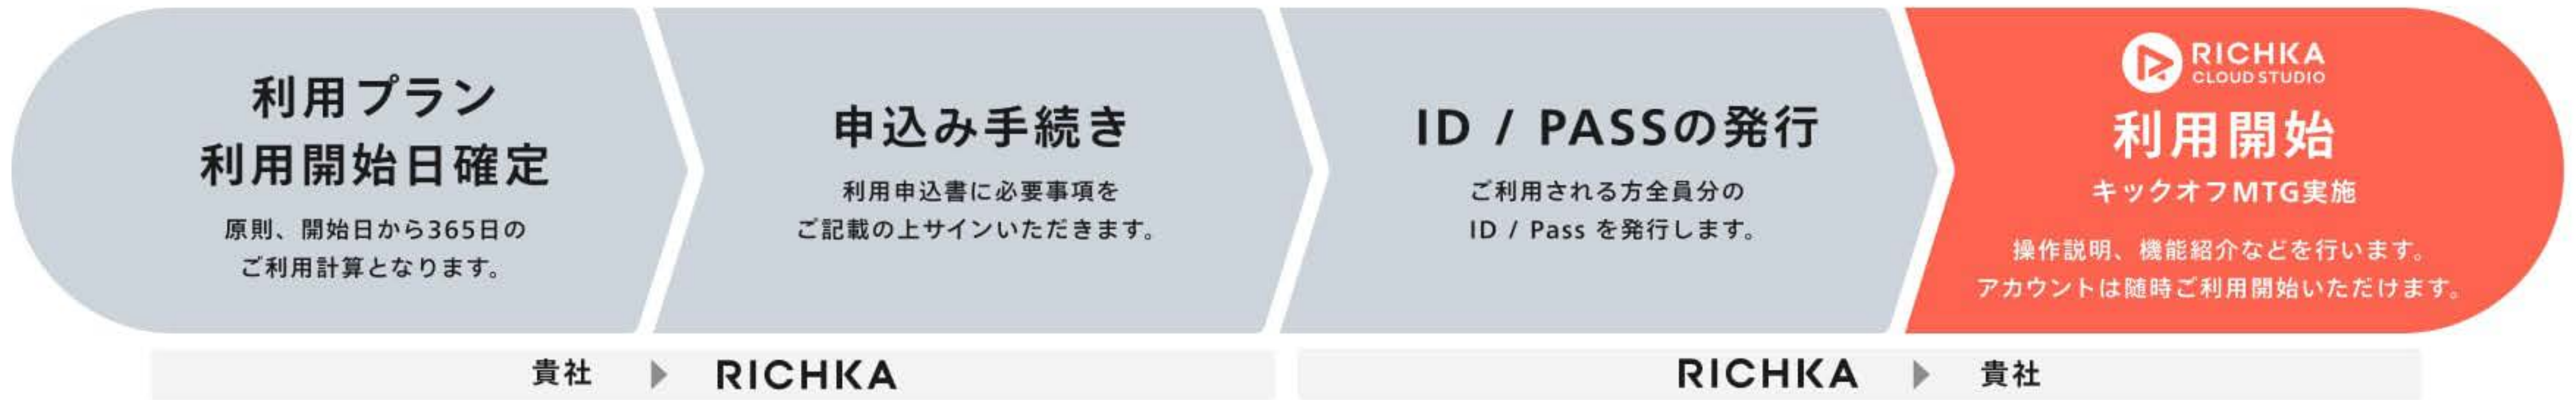 利用プラン
利用開始日確定
原則、開始日から365日の
ご利用計算となります。
申込み手続き
利用申込書に必要事項を
ご記載の上サインいただきます。
ID / PASSの発行
ご利用される方全員分の
ID / Pass を発行します。
RICHKA
CLOUD STUDIO
利用開始
キックオフMTG実施
操作説明、機能紹介などを行います。
アカウントは随時ご利用開始いただけます。
貴社 ▶ RICHKA
RICHKA ▶ 貴社